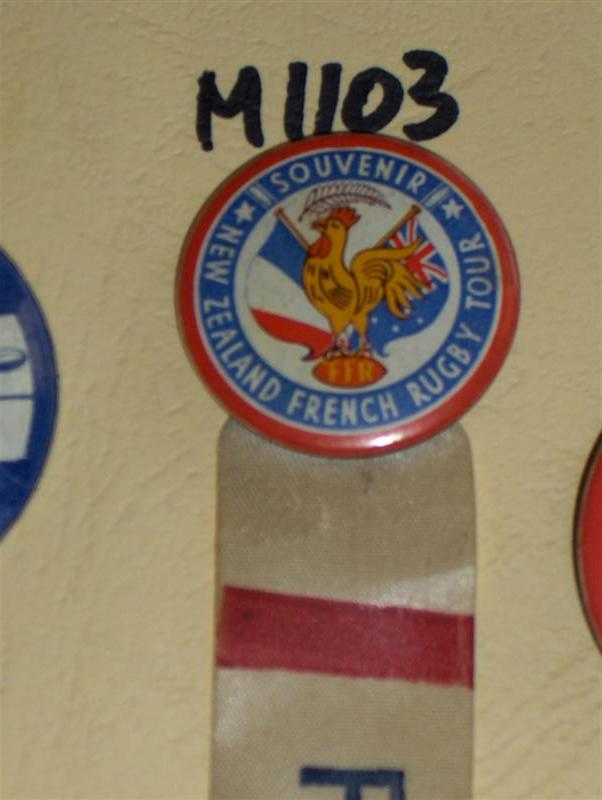 M1103
SOUVENIR
NEW ZEALAND FRENCH RUGBY TOUR
FFR
F